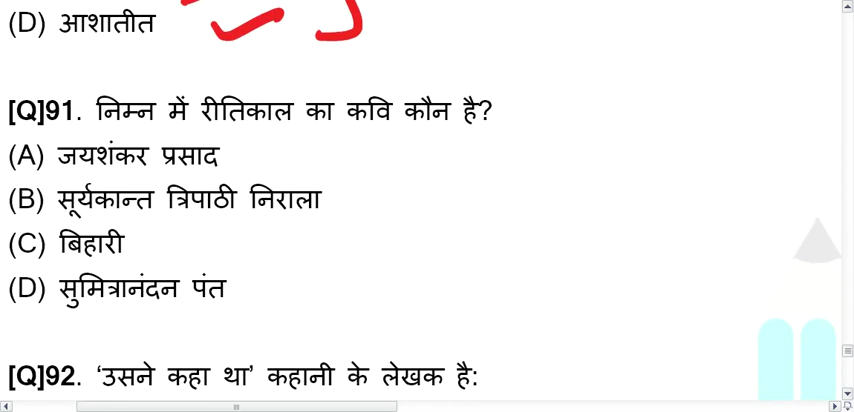 (D) आशातीत
[Q]91. निम्न में रीतिकाल का कवि कौन है?
(A) जयशंकर प्रसाद
(B) सूर्यकान्त त्रिपाठी निराला
(C) बिहारी
(D) सुमित्रानंदन पंत
[Q]92. ‘उसने कहा था’ कहानी के लेखक है: